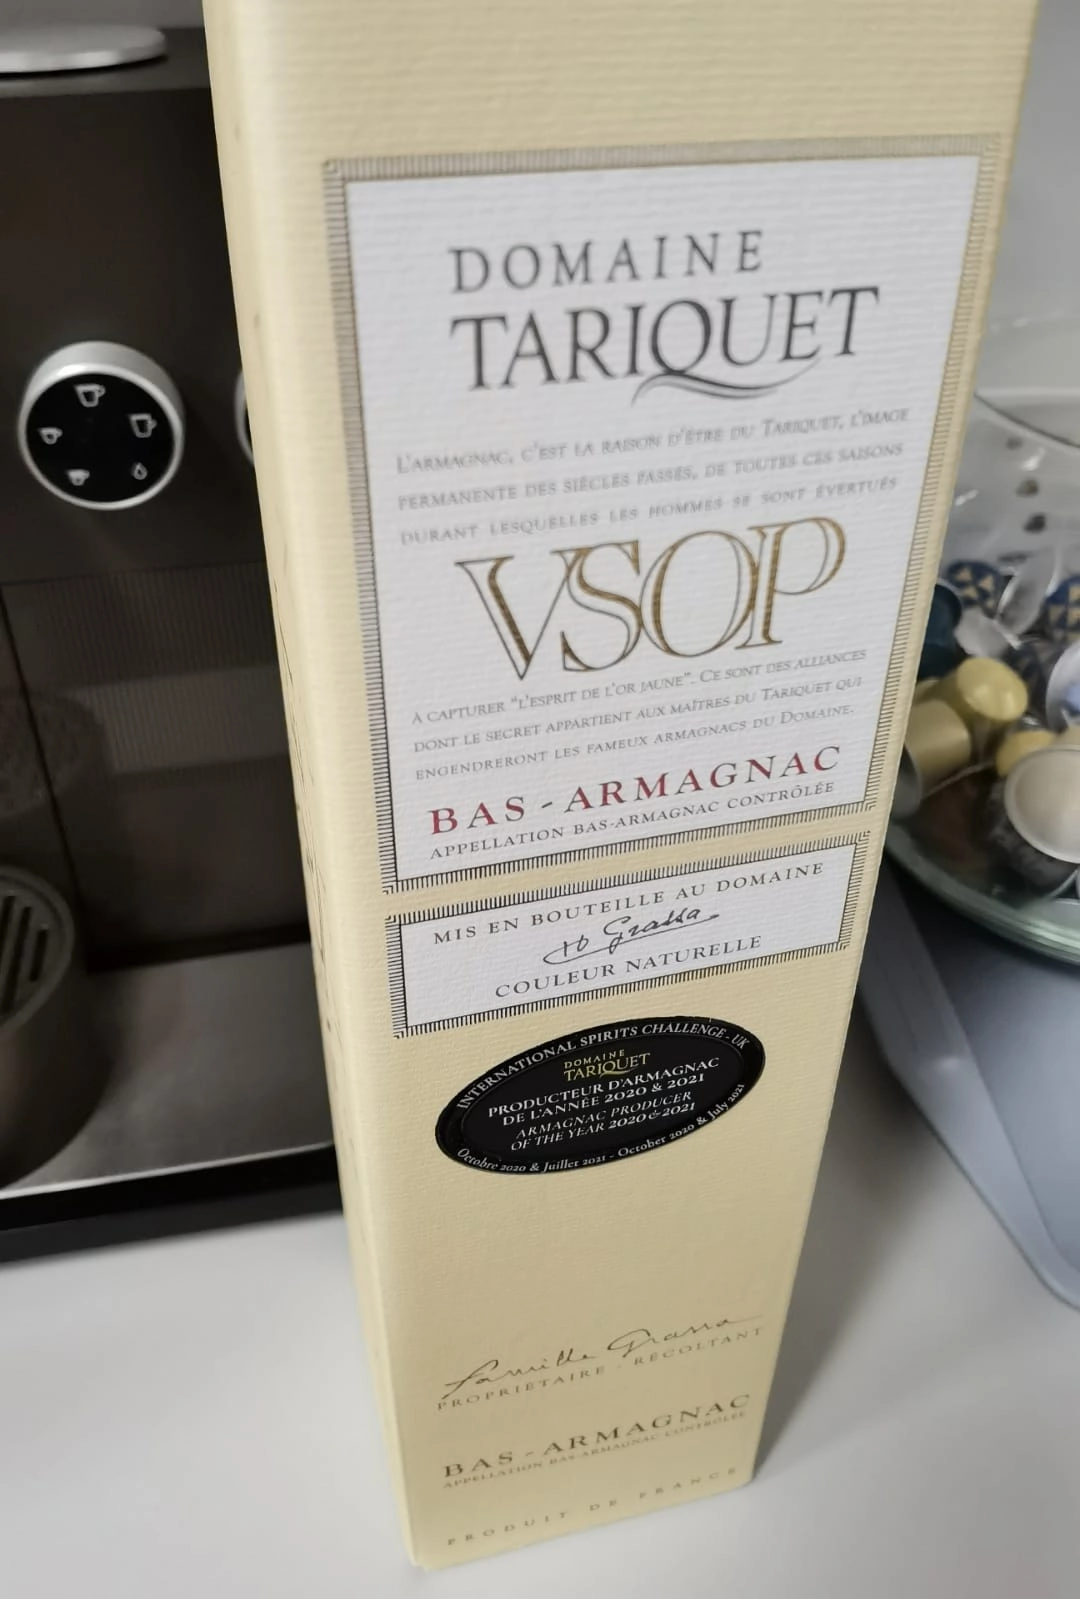 DOMAINE
TARIQUET
L'ARMAGNAC, C'EST LA RAISON D'ÊTRE DU TARIQUET, L'IMAGE
PERMANENTE DES SIÈCLES PASSÉS, DE TOUTES CES SAISONS
DURANT LESQUELLES LES HOMMES SE SONT ÉVERTUÉS
VSOP
À CAPTURER "L'ESPRIT DE L'OR JAUNE". CE SONT DES ALLIANCES
DONT LE SECRET APPARTIENT AUX MAÎTRES DU TARIQUET QUI
ENGENDRERONT LES FAMEUX ARMAGNACS DU DOMAINE.
BAS-ARMAGNAC
APPELLATION BAS-ARMAGNAC CONTRÔLÉE
MIS EN BOUTEILLE AU DOMAINE
Grassa
COULEUR NATURELLE
INTERNATIONAL SPIRITS CHALLENGE - UK
DOMAINE
TARIQUET
PRODUCTEUR D'ARMAGNAC
DE L'ANNÉE 2020 & 2021
ARMAGNAC PRODUCER
OF THE YEAR 2020 & 2021
Octobre 2020 & Juillet 2021 - October 2020 & July 2021
Famille Grassa
PROPRIÉTAIRE - RÉCOLTANT
BAS-ARMAGNAC
APPELLATION BAS-ARMAGNAC CONTRÔLÉE
PRODUIT DE FRANCE